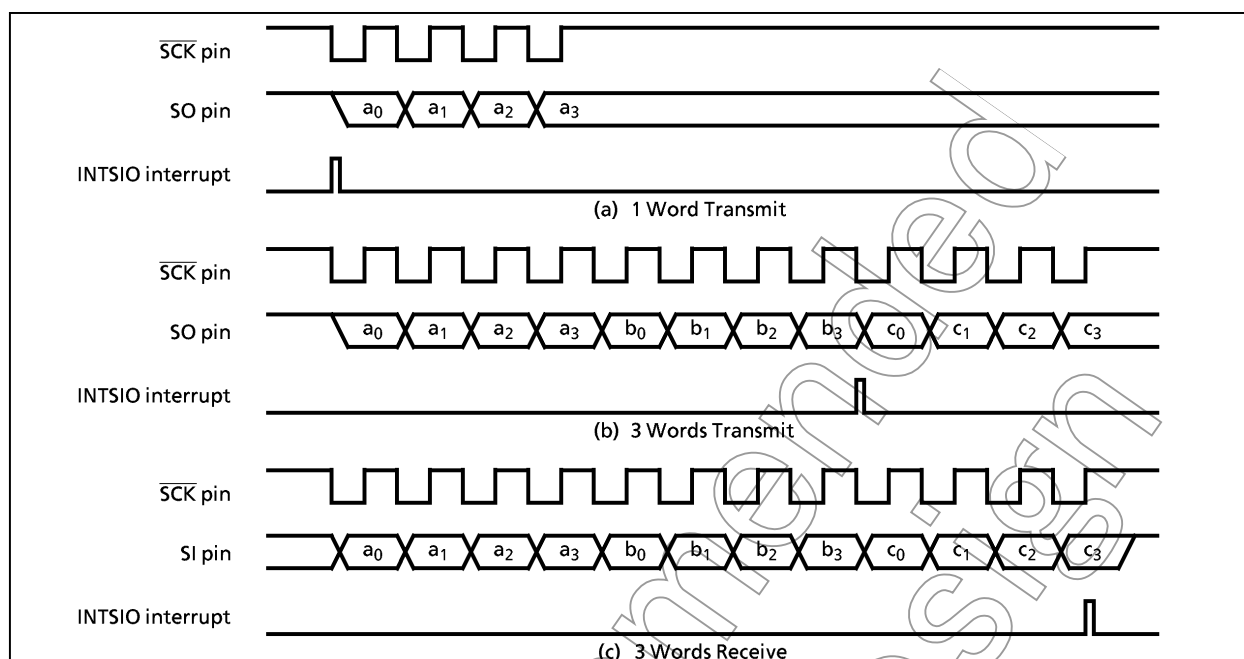 SCK pin
SO pin
a0 a1 a2 a3
INTSIO interrupt
(a) 1 Word Transmit
SCK pin
SO pin
a0 a1 a2 a3 b0 b1 b2 b3 c0 c1 c2 c3
INTSIO interrupt
(b) 3 Words Transmit
SCK pin
SI pin
a0 a1 a2 a3 b0 b1 b2 b3 c0 c1 c2 c3
INTSIO interrupt
(c) 3 Words Receive
mended
esign